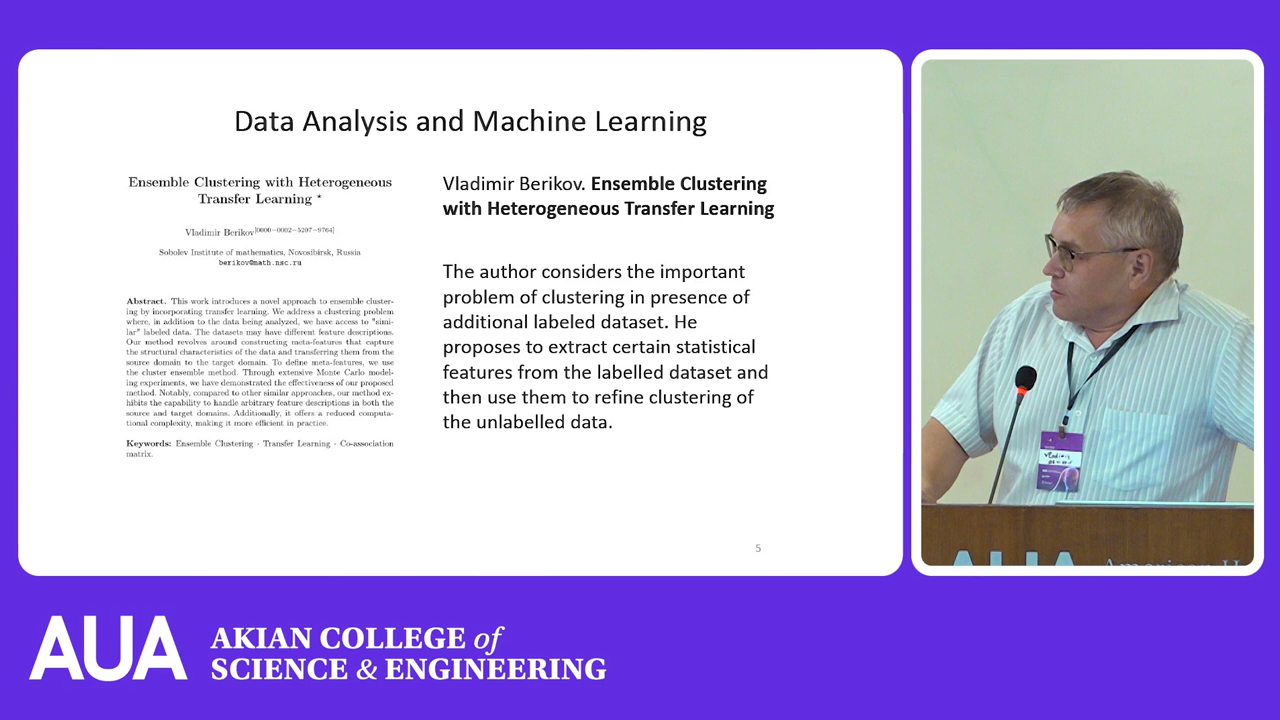 Data Analysis and Machine Learning
Ensemble Clustering with Heterogeneous
Transfer Learning *
Vladimir Berikov[0000−0002−5207−9764]
Sobolev Institute of mathematics, Novosibirsk, Russia
berikov@math.nsc.ru
Abstract. This work introduces a novel approach to ensemble cluster-
ing by incorporating transfer learning. We address a clustering problem
where, in addition to the data being analyzed, we have access to "simi-
lar" labeled data. The datasets may have different feature descriptions.
Our method revolves around constructing meta-features that capture
the structural characteristics of the data and transferring them from the
source domain to the target domain. To define meta-features, we use
the cluster ensemble method. Through extensive Monte Carlo model-
ing experiments, we have demonstrated the effectiveness of our proposed
method. Notably, compared to other similar approaches, our method ex-
hibits the capability to handle arbitrary feature descriptions in both the
source and target domains. Additionally, it offers a reduced computa-
tional complexity, making it more efficient in practice.
Keywords: Ensemble Clustering · Transfer Learning · Co-association
matrix.
Vladimir Berikov. Ensemble Clustering
with Heterogeneous Transfer Learning
The author considers the important
problem of clustering in presence of
additional labeled dataset. He
proposes to extract certain statistical
features from the labelled dataset and
then use them to refine clustering of
the unlabelled data.
5
Vladimir
AUA
American
AUA
AKIAN COLLEGE of
SCIENCE & ENGINEERING